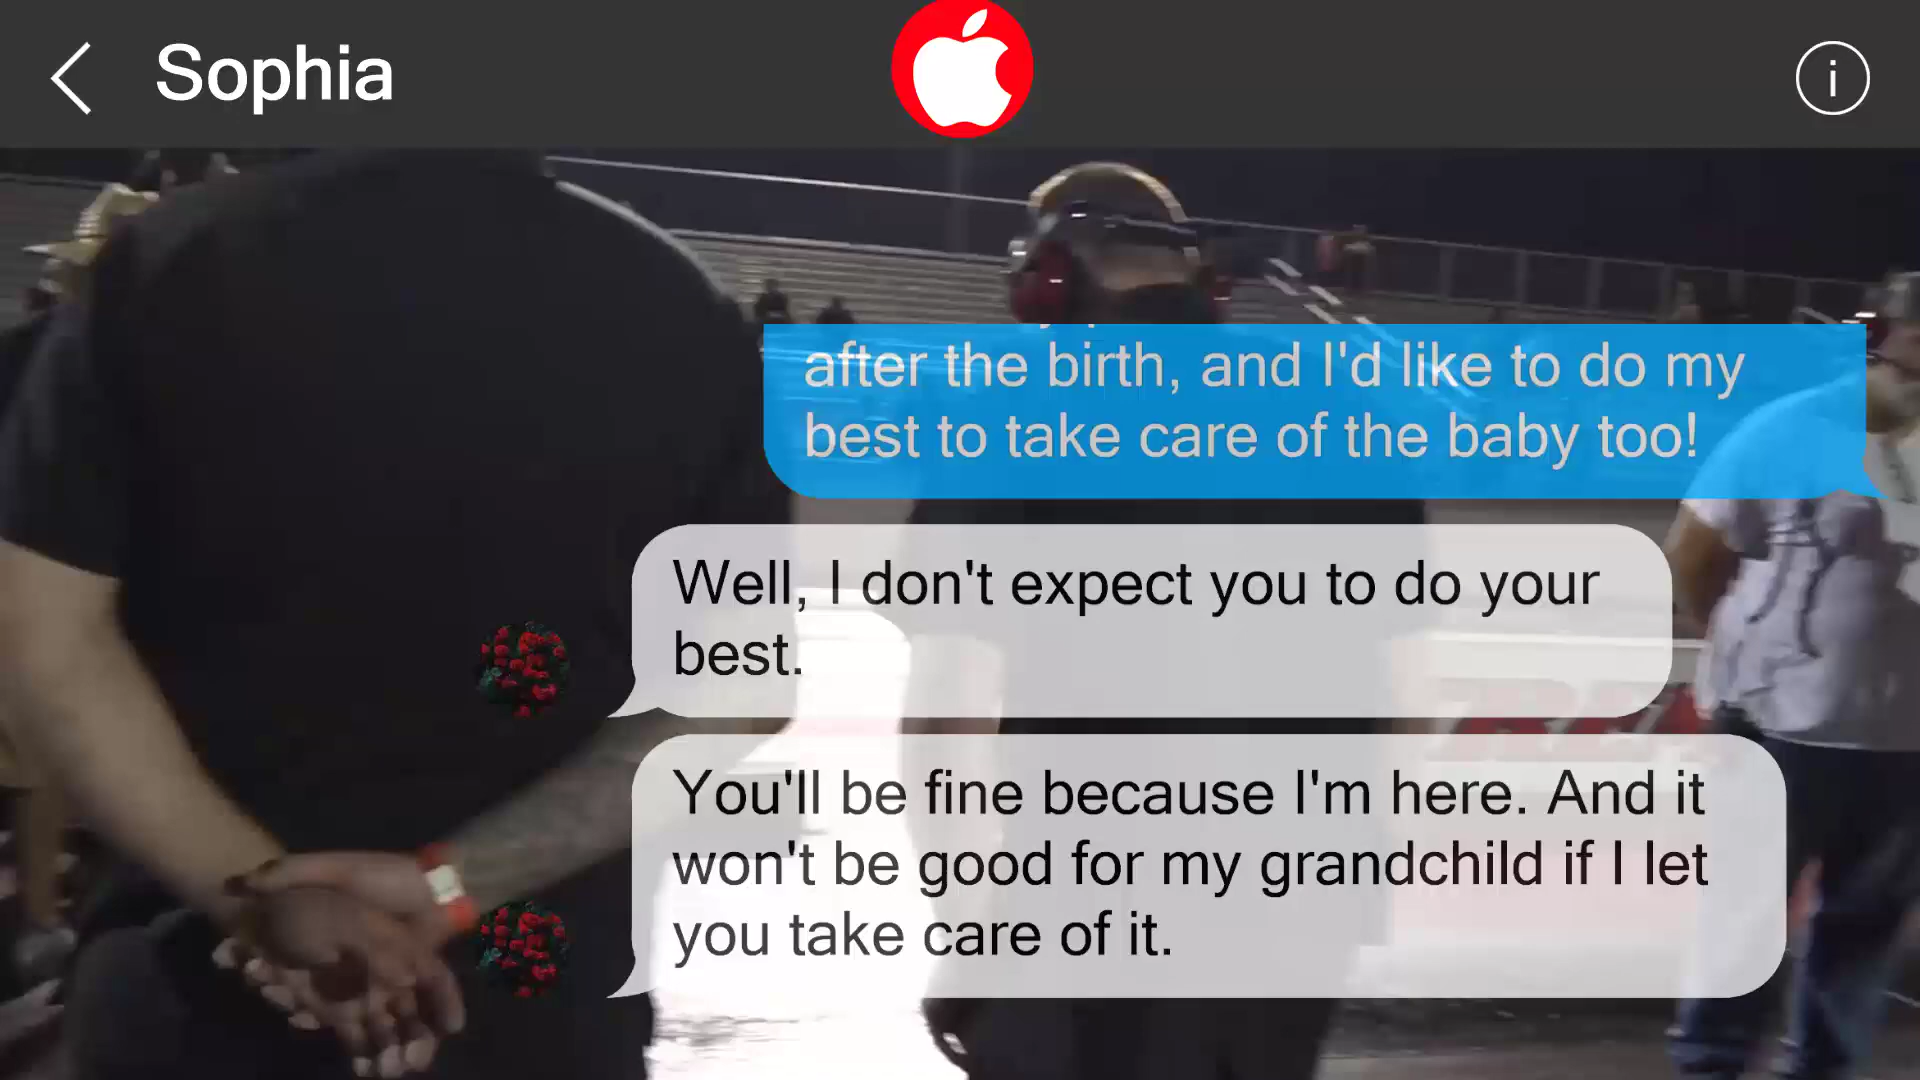 Sophia
after the birth, and I'd like to do my
best to take care of the baby too!
Well, I don't expect you to do your
best.
You'll be fine because I'm here. And it
won't be good for my grandchild if I let
you take care of it.